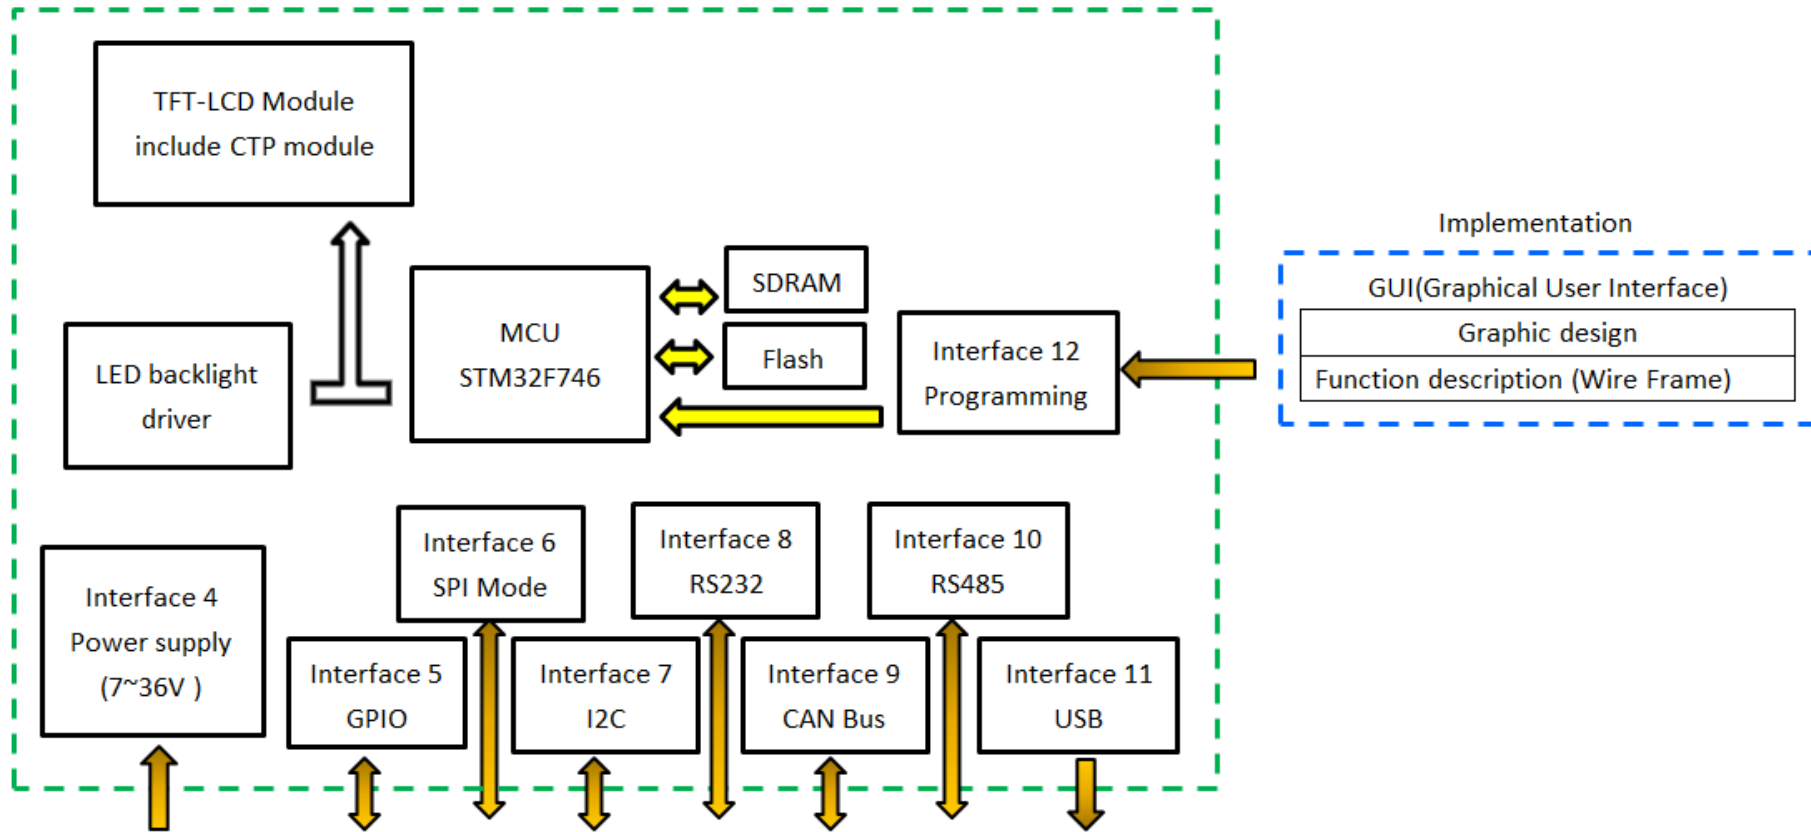 TFT-LCD Module
include CTP module
Implementation
GUI(Graphical User Interface)
Graphic design
Function description (Wire Frame)
SDRAM
Flash
MCU
STM32F746
Interface 12
Programming
LED backlight
driver
Interface 4
Power supply
(7~36V )
Interface 5
GPIO
Interface 6
SPI Mode
Interface 7
I2C
Interface 8
RS232
Interface 9
CAN Bus
Interface 10
RS485
Interface 11
USB